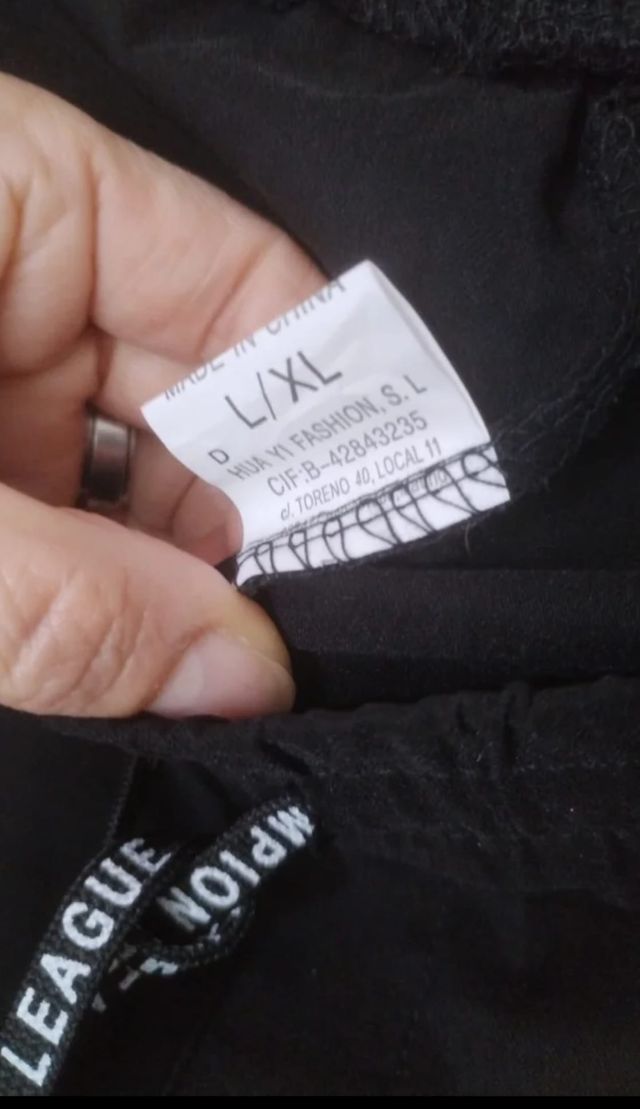 MADE IN CHINA
L/XL
D
HUA YI FASHION, S. L
CIF:B-42843235
c/. TORENO 40, LOCAL 11
LEAGUE
MPION